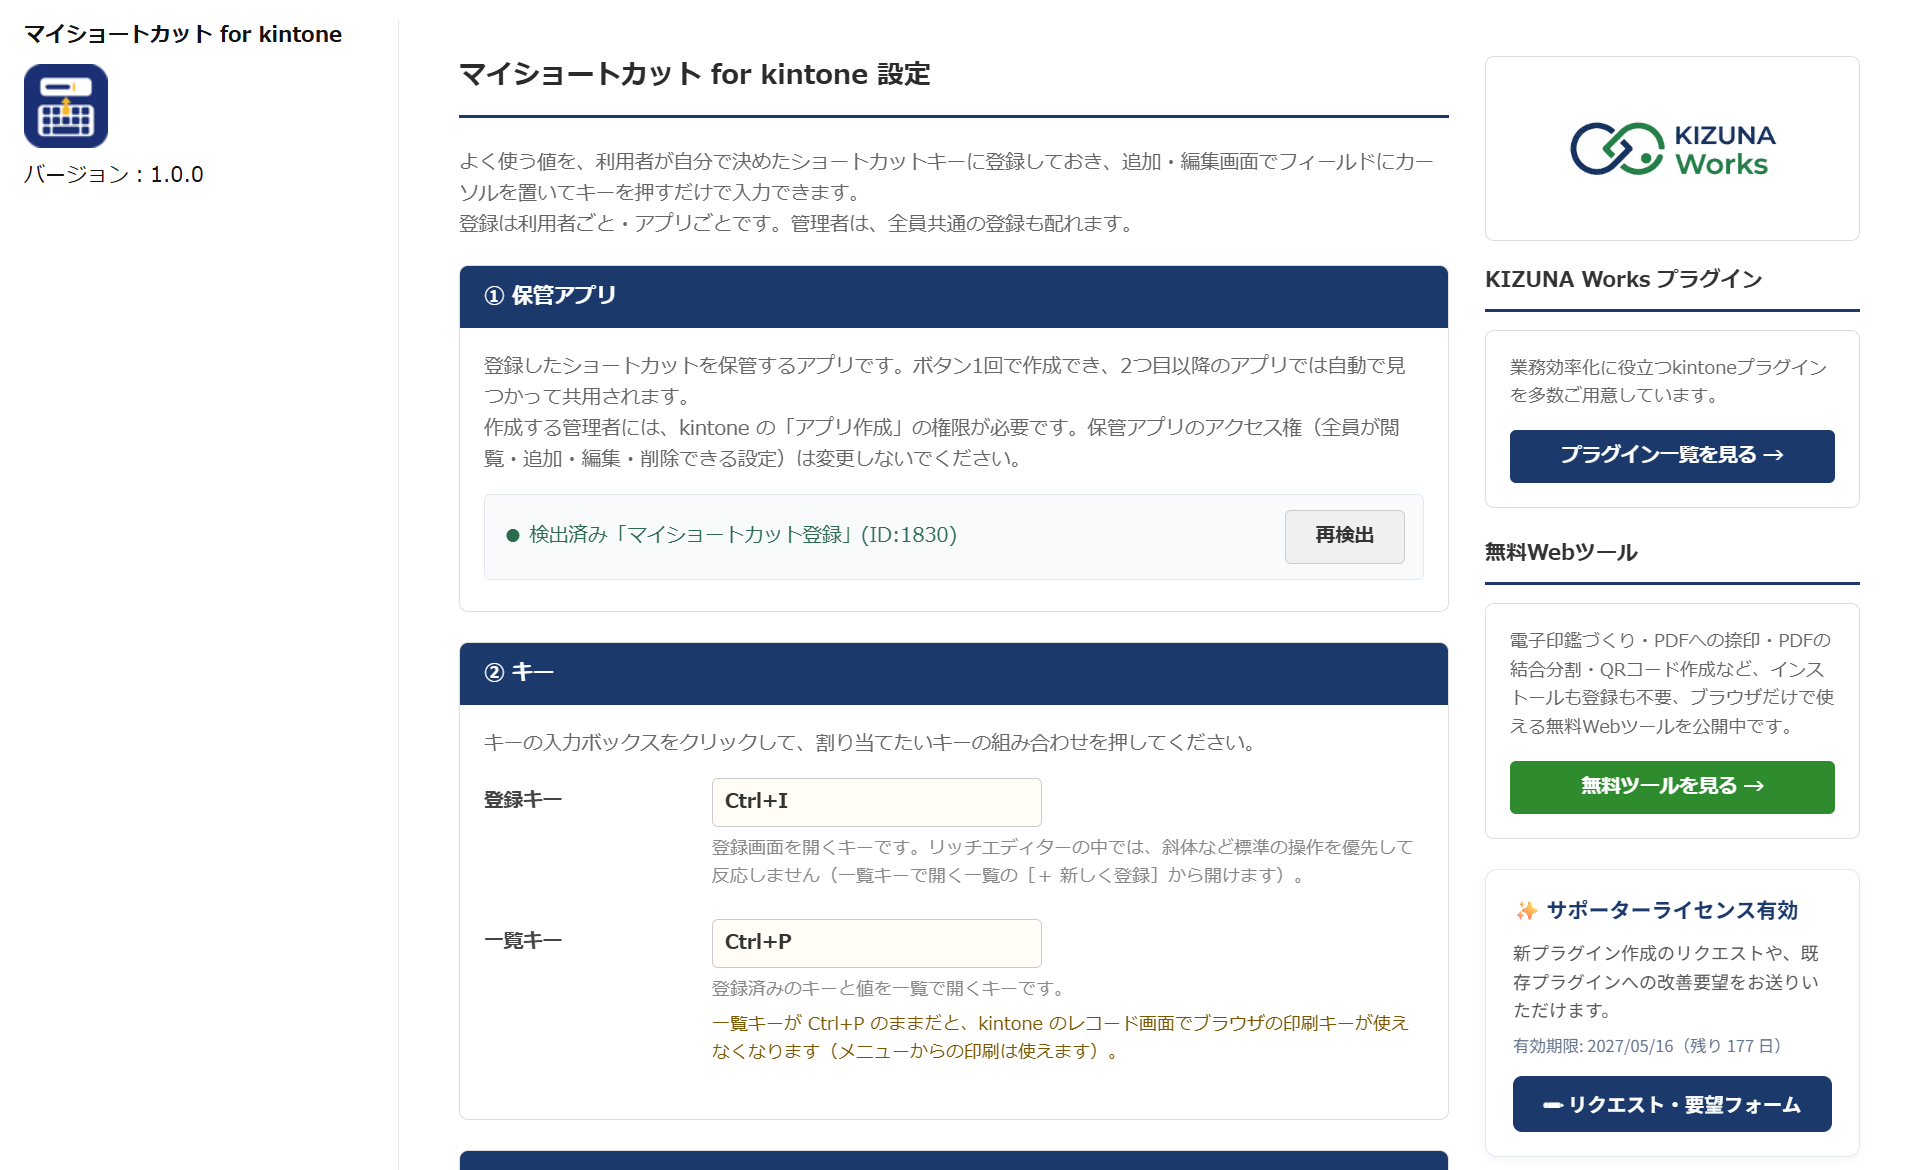 マイショートカット for kintone
バージョン : 1.0.0
マイショートカット for kintone 設定
よく使う値を、利用者が自分で決めたショートカットキーに登録しておき、追加・編集画面でフィールドにカー
ソルを置いてキーを押すだけで入力できます。
登録は利用者ごと・アプリごとです。管理者は、全員共通の登録も配れます。
① 保管アプリ
登録したショートカットを保管するアプリです。ボタン1回で作成でき、2つ目以降のアプリでは自動で見
つかって共用されます。
作成する管理者には、kintone の「アプリ作成」の権限が必要です。保管アプリのアクセス権（全員が閲
覧・追加・編集・削除できる設定）は変更しないでください。
● 検出済み「マイショートカット登録」(ID:1830)
再検出
② キー
キーの入力ボックスをクリックして、割り当てたいキーの組み合わせを押してください。
登録キー
Ctrl+I
登録画面を開くキーです。リッチエディターの中では、斜体など標準の操作を優先して
反応しません（一覧キーで開く一覧の［＋ 新しく登録］から開けます）。
一覧キー
Ctrl+P
登録済みのキーと値を一覧で開くキーです。
一覧キーが Ctrl+P のままだと、kintone のレコード画面でブラウザの印刷キーが使え
なくなります（メニューからの印刷は使えます）。
KIZUNA
Works
KIZUNA Works プラグイン
業務効率化に役立つkintoneプラグイン
を多数ご用意しています。
プラグイン一覧を見る →
無料Webツール
電子印鑑づくり・PDFへの捺印・PDFの
結合分割・QRコード作成など、インス
トールも登録も不要、ブラウザだけで使
える無料Webツールを公開中です。
無料ツールを見る →
✨ サポーターライセンス有効
新プラグイン作成のリクエストや、既
存プラグインへの改善要望をお送りい
ただけます。
有効期限: 2027/05/16（残り 177 日）
リクエスト・要望フォーム